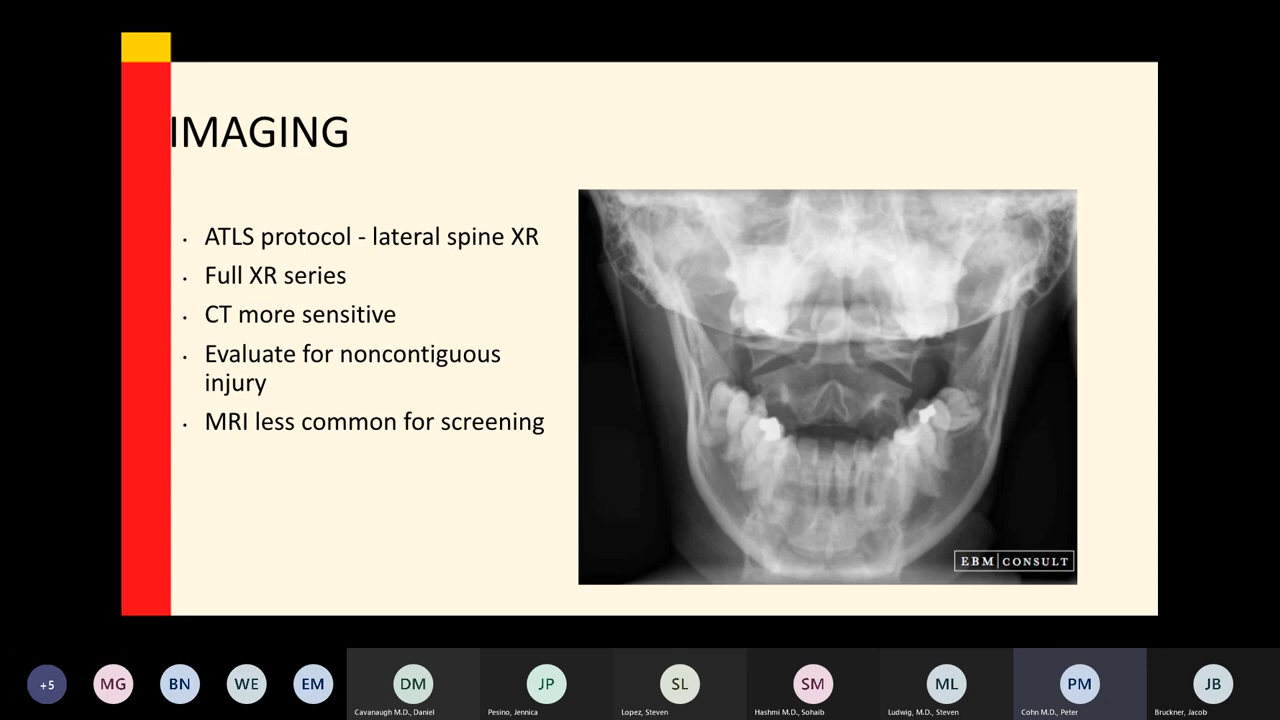 IMAGING
ATLS protocol - lateral spine XR
Full XR series
CT more sensitive
Evaluate for noncontiguous
injury
MRI less common for screening
EBM CONSULT
+5
MG
BN
WE
EM
DM
Cavanaugh M.D., Daniel
JP
Pesino, Jennica
SL
Lopez, Steven
SM
Hashmi M.D., Sohaib
ML
Ludwig, M.D., Steven
PM
Cohn M.D., Peter
JB
Bruckner, Jacob